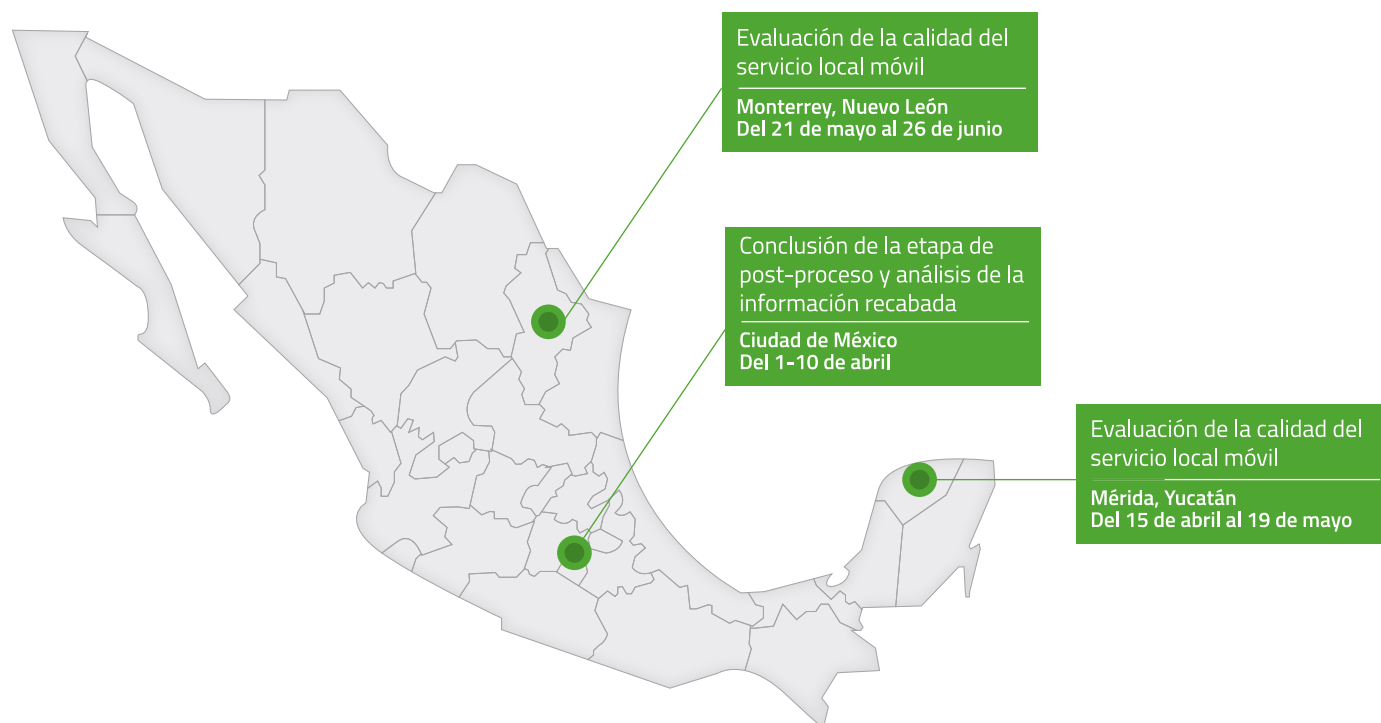 Evaluación de la calidad del
servicio local móvil
Monterrey, Nuevo León
Del 21 de mayo al 26 de junio
Conclusión de la etapa de
post-proceso y análisis de la
información recabada
Ciudad de México
Del 1-10 de abril
Evaluación de la calidad del
servicio local móvil
Mérida, Yucatán
Del 15 de abril al 19 de mayo